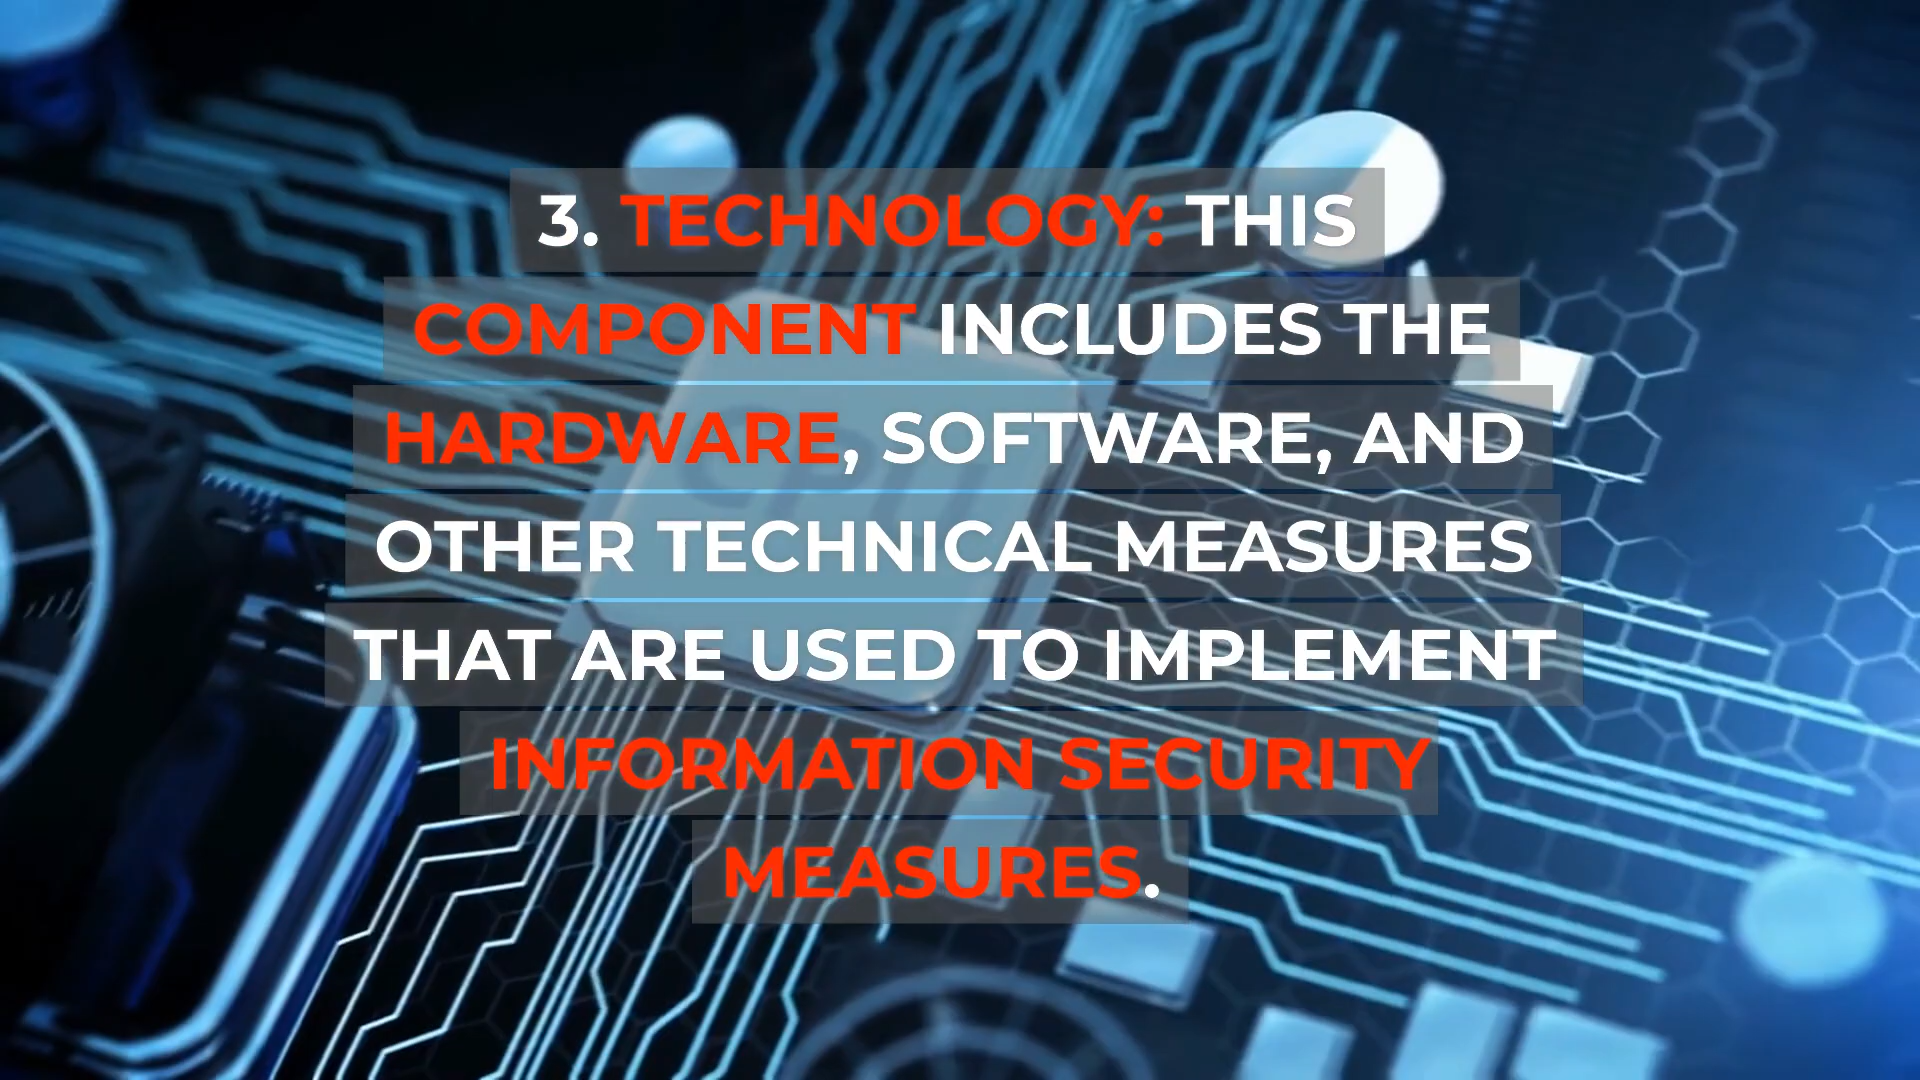 3. TECHNOLOGY: THIS
COMPONENT INCLUDES THE
HARDWARE, SOFTWARE, AND
OTHER TECHNICAL MEASURES
THAT ARE USED TO IMPLEMENT
INFORMATION SECURITY
MEASURES.